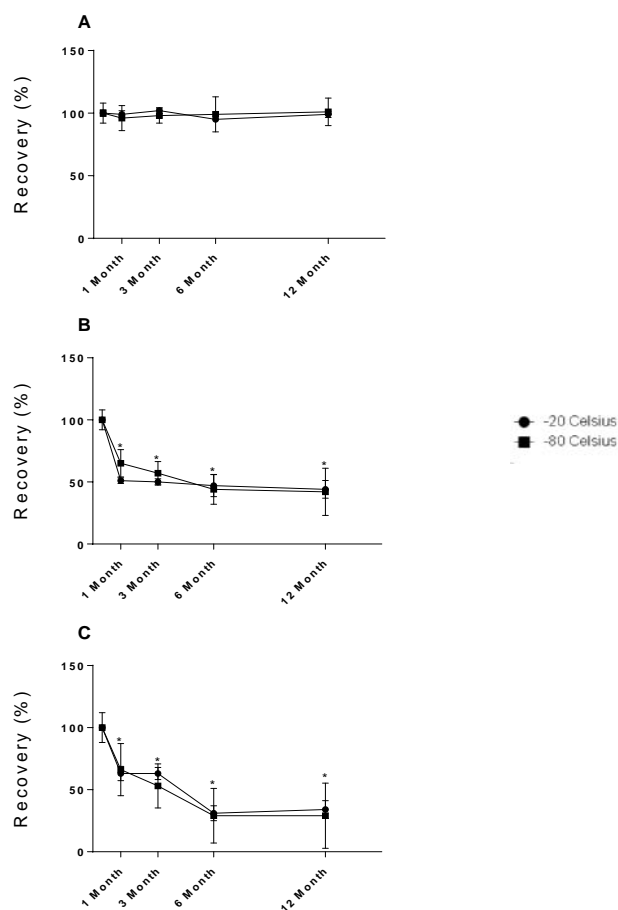 A
150
100
50
0
Recovery (%)
1 Month
3 Month
6 Month
12 Month
B
150
100
50
0
Recovery (%)
*
*
*
*
1 Month
3 Month
6 Month
12 Month
-20 Celsius
-80 Celsius
C
150
100
50
0
Recovery (%)
*
*
*
*
1 Month
3 Month
6 Month
12 Month